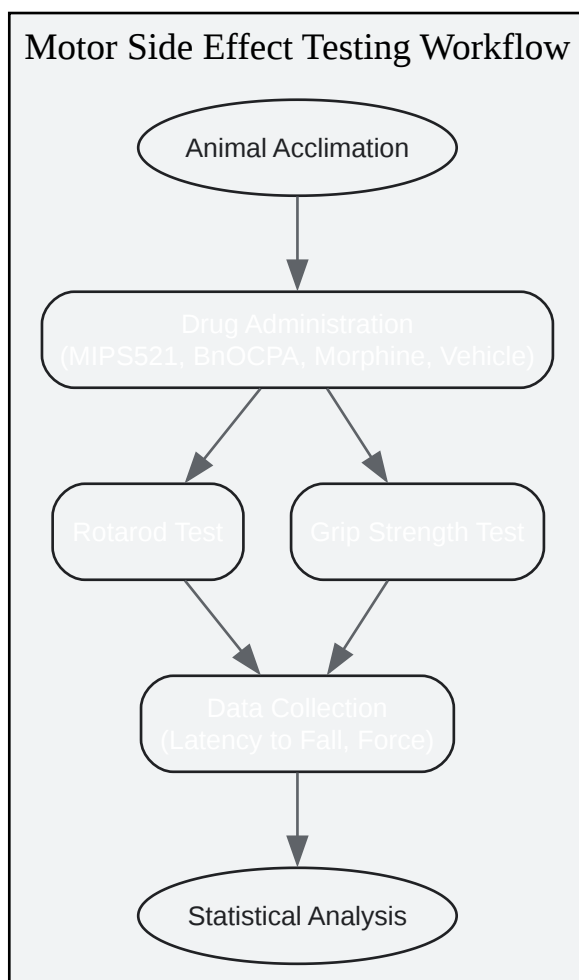 Motor Side Effect Testing Workflow
Animal Acclimation
Drug Administration
(MIPS521, BnOCPA, Morphine, Vehicle)
Rotarod Test
Grip Strength Test
Data Collection
(Latency to Fall, Force)
Statistical Analysis